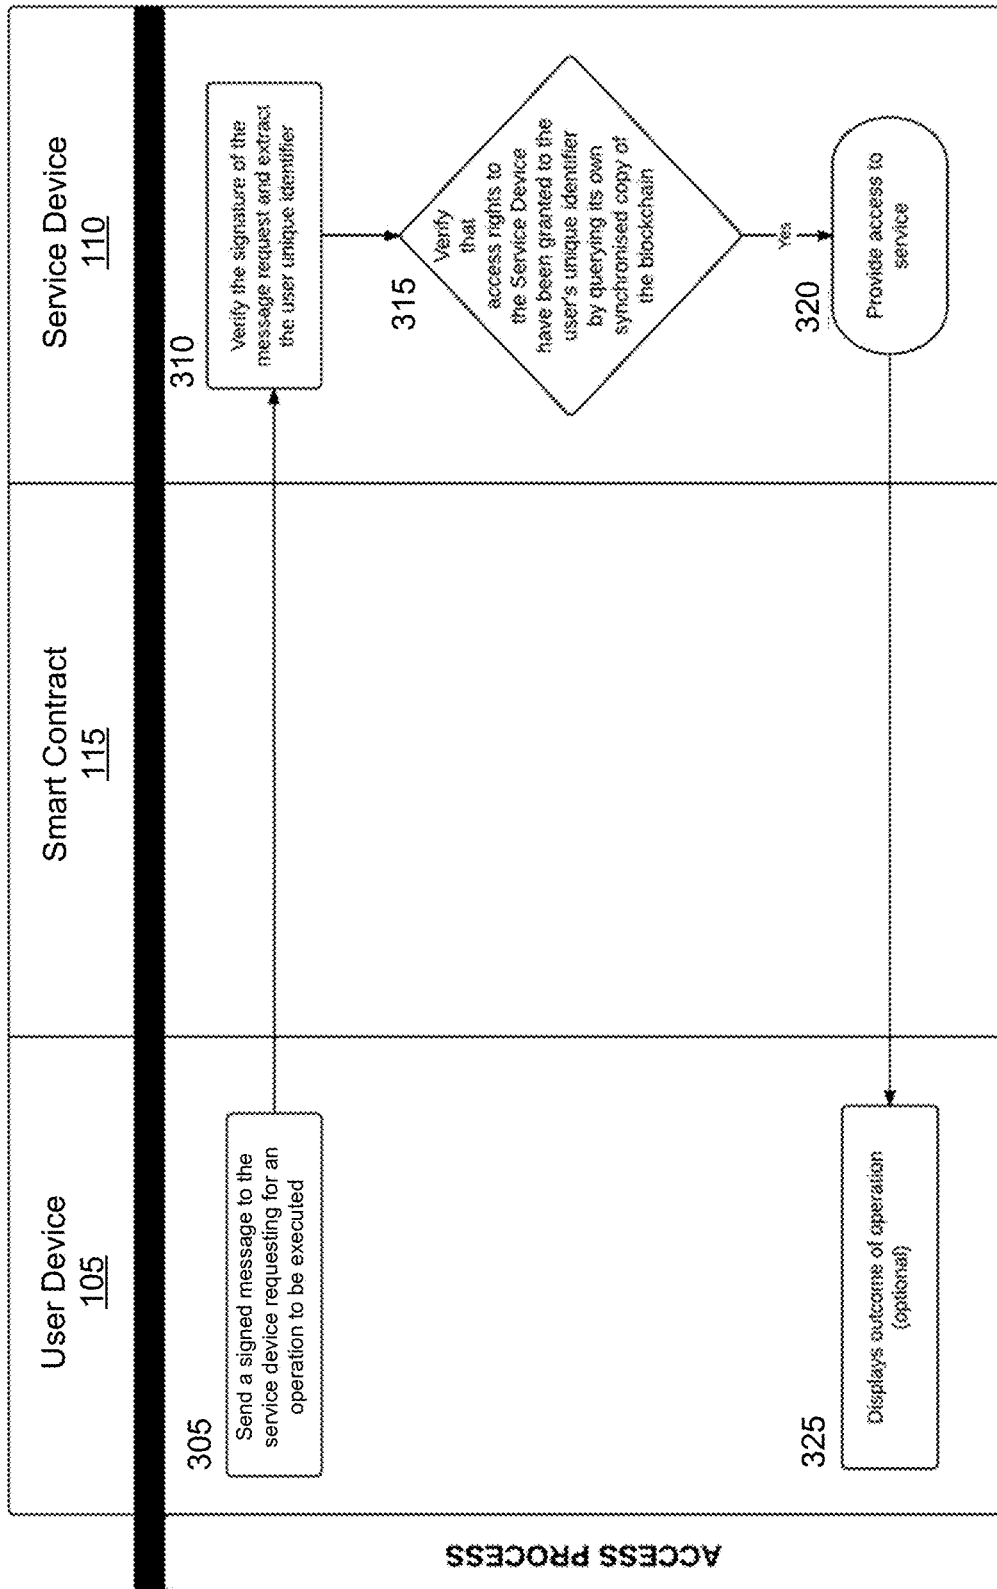 ACCESS PROCESS
User Device
105
Smart Contract
115
Service Device
110
305
Send a signed message to the
service device requesting for an
operation to be executed
310
Verify the signature of the
message request and extract
the user unique identifier
315
Verify
that
access rights to
the Service Device
have been granted to the
user's unique identifier
by querying its own
synchronised copy of
the blockchain
Yes
320
Provide access to
service
325
Displays outcome of operation
(optional)